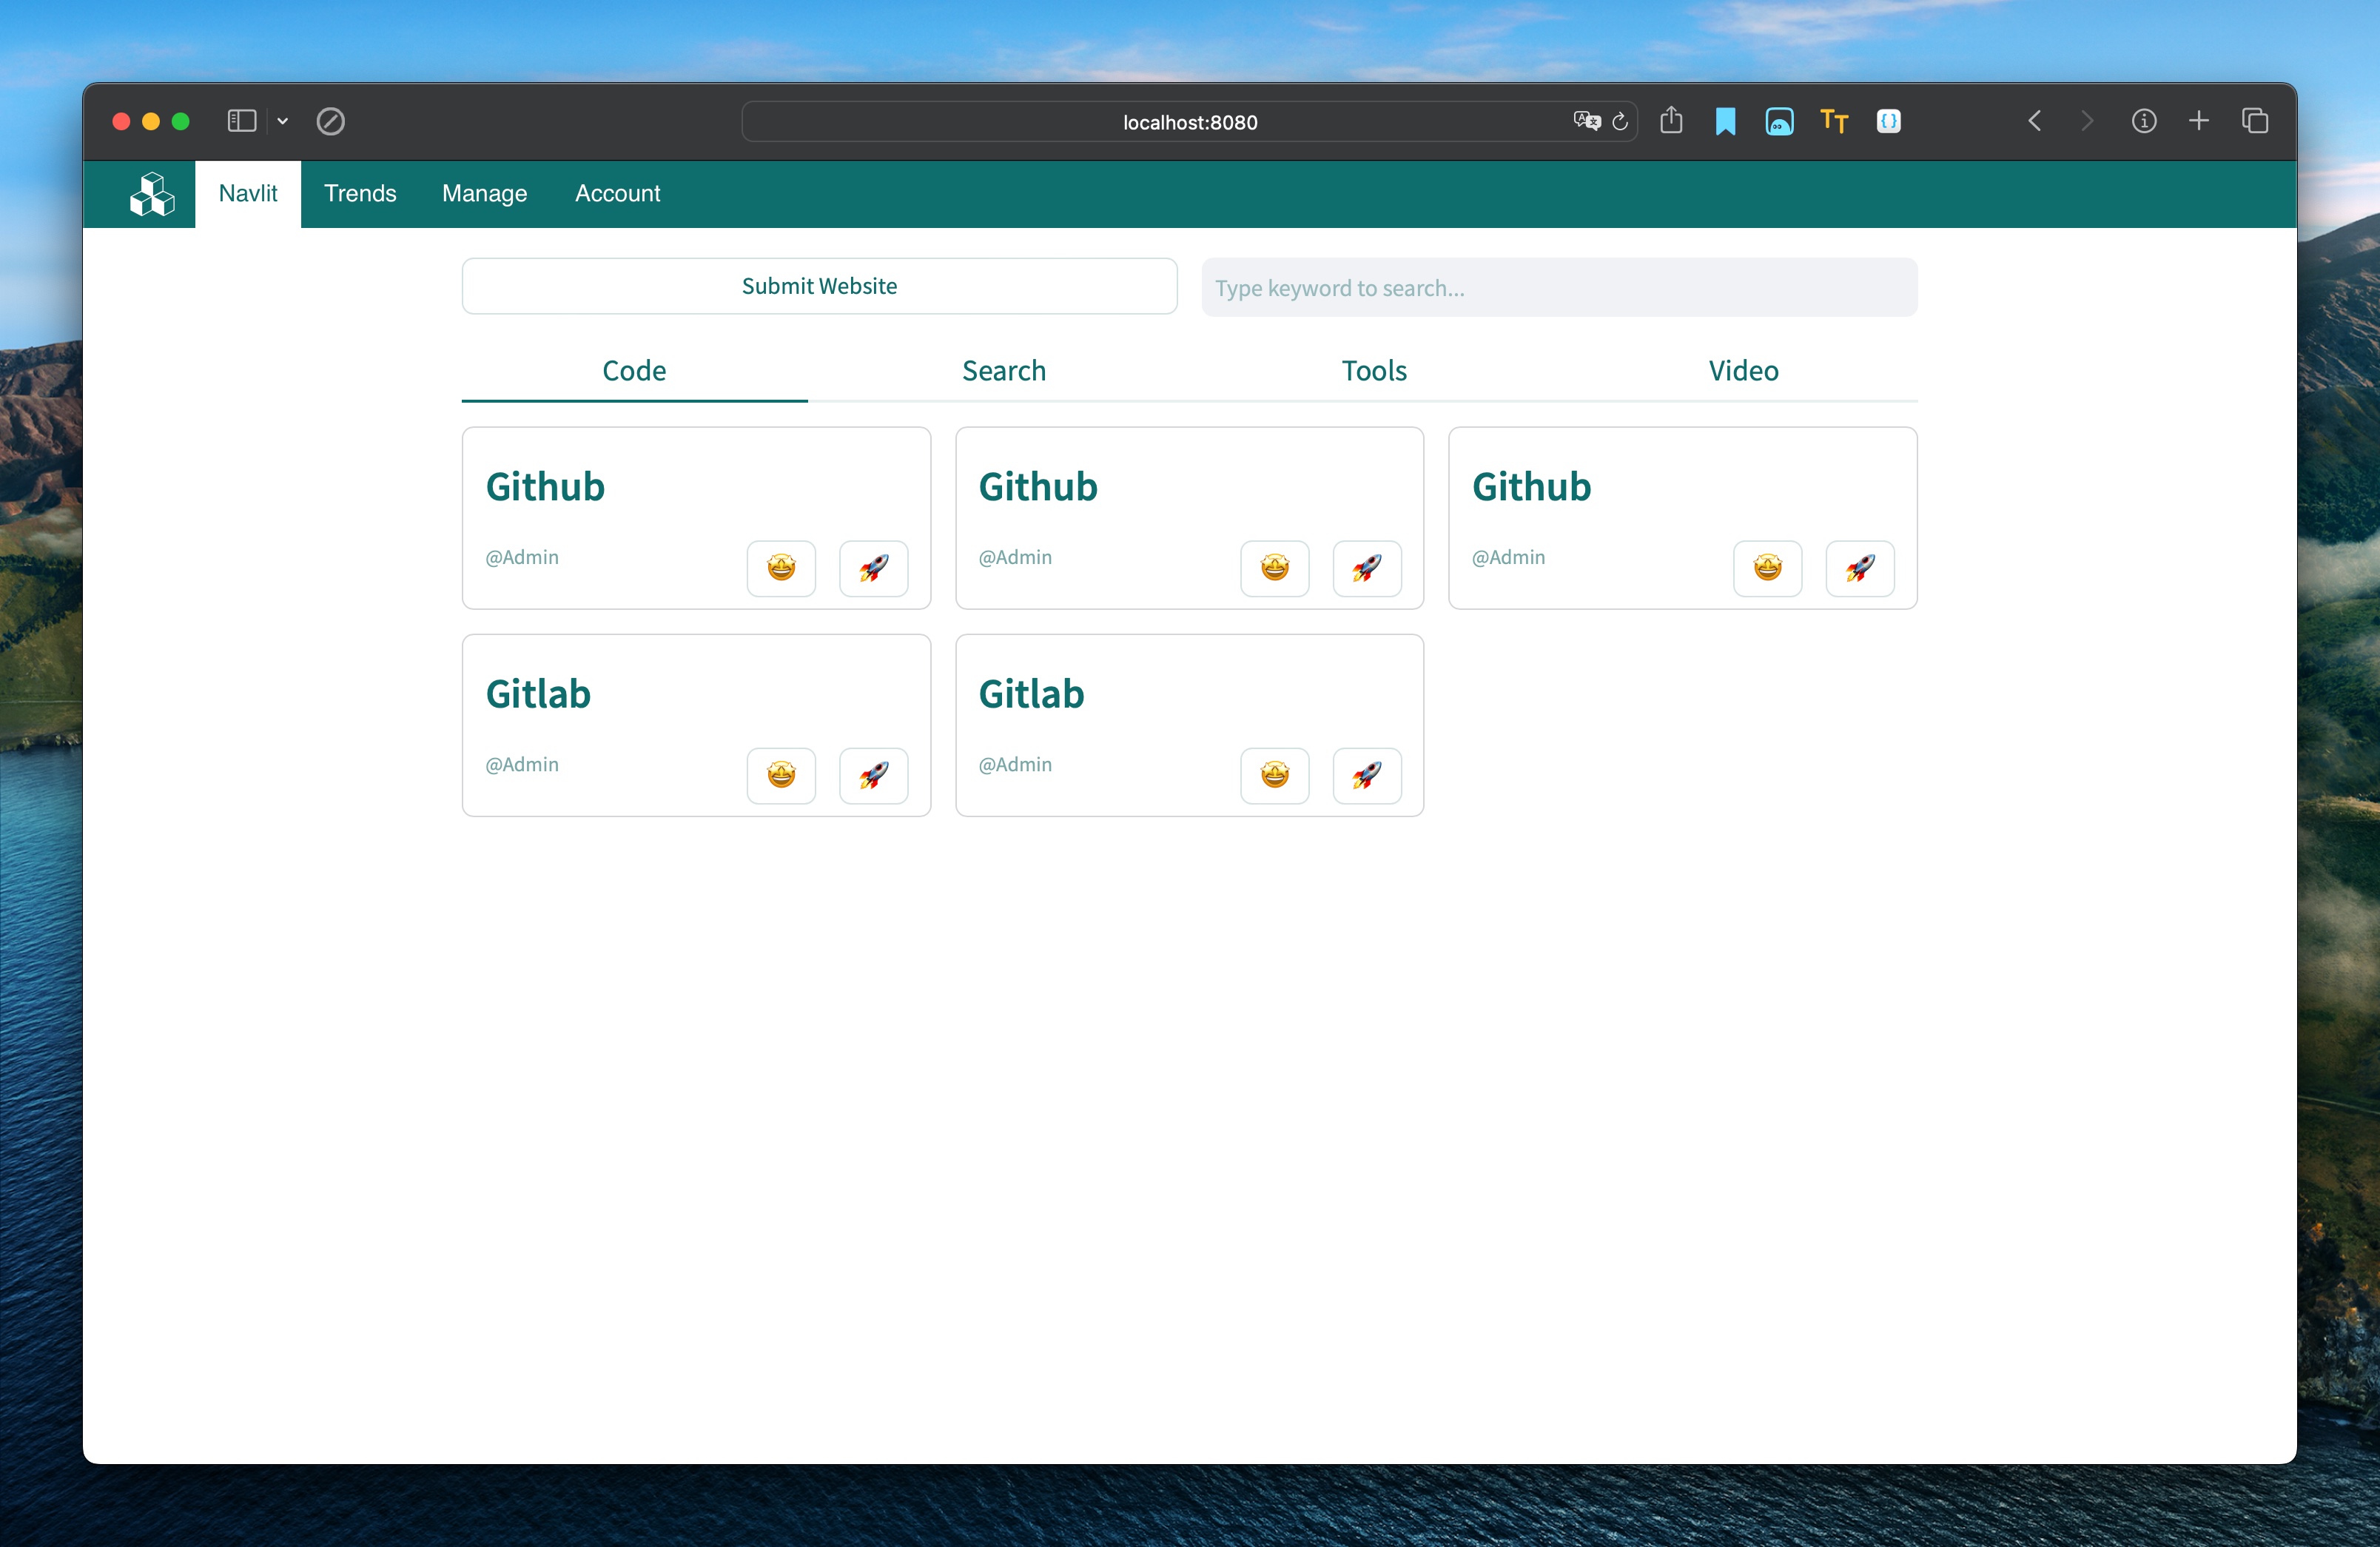 localhost:8080
TT
{}
Navlit Trends Manage Account
Submit Website
Type keyword to search...
Code Search Tools Video
Github Github Github
@Admin 🤩 🚀 @Admin 🤩 🚀 @Admin 🤩 🚀
Gitlab Gitlab
@Admin 🤩 🚀 @Admin 🤩 🚀